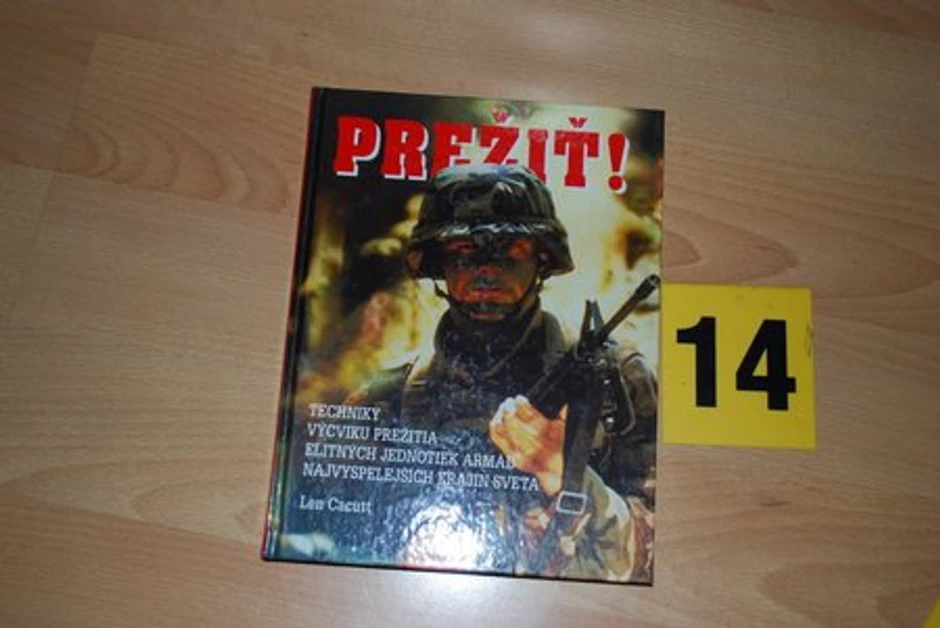 PREŽIŤ!
TECHNIKY
VÝCVIKU PREŽITIA
ELITNÝCH JEDNOTIEK ARMÁD
NAJVYSPELEJŠÍCH KRAJÍN SVETA
Len Cacutt
14